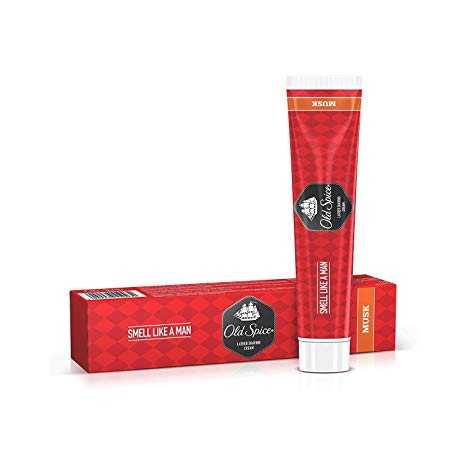 MUSK
Old Spice
LATHER SHAVING
CREAM
SMELL LIKE A MAN
SMELL LIKE A MAN
Old Spice
LATHER SHAVING
CREAM
MUSK